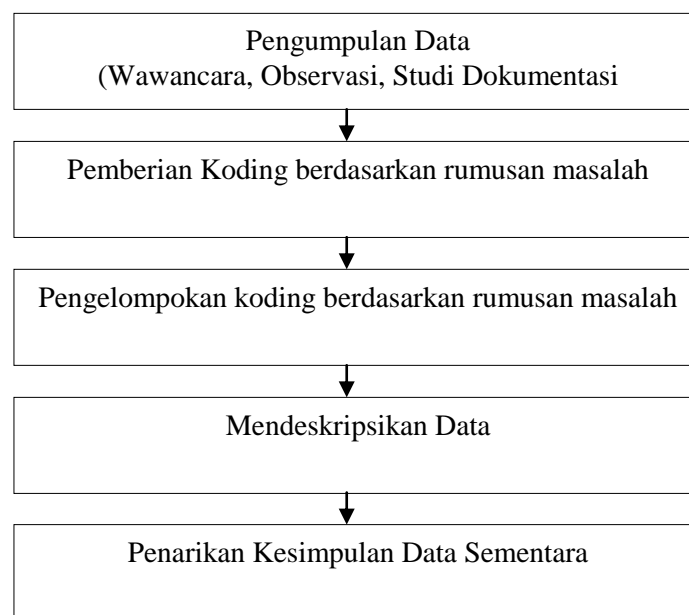 Pengumpulan Data
(Wawancara, Observasi, Studi Dokumentasi
Pemberian Koding berdasarkan rumusan masalah
Pengelompokan koding berdasarkan rumusan masalah
Mendeskripsikan Data
Penarikan Kesimpulan Data Sementara